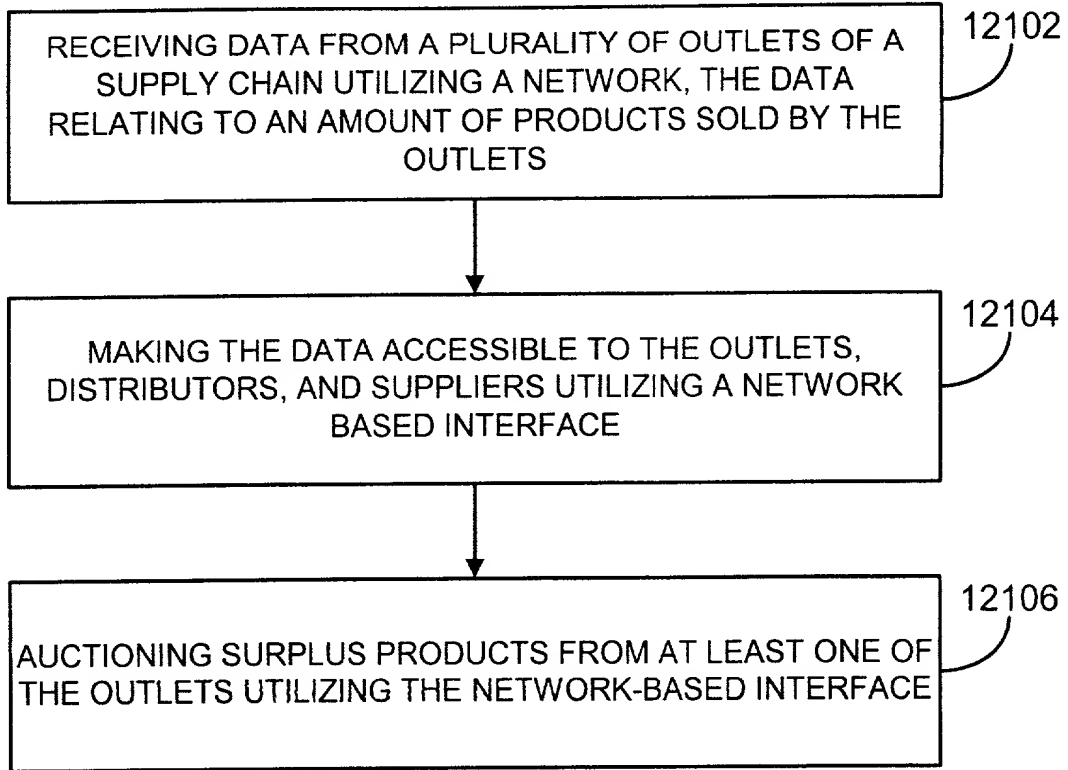 RECEIVING DATA FROM A PLURALITY OF OUTLETS OF A
SUPPLY CHAIN UTILIZING A NETWORK, THE DATA
RELATING TO AN AMOUNT OF PRODUCTS SOLD BY THE
OUTLETS
12102
MAKING THE DATA ACCESSIBLE TO THE OUTLETS,
DISTRIBUTORS, AND SUPPLIERS UTILIZING A NETWORK
BASED INTERFACE
12104
AUCTIONING SURPLUS PRODUCTS FROM AT LEAST ONE OF
THE OUTLETS UTILIZING THE NETWORK-BASED INTERFACE
12106